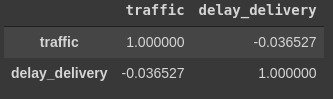 traffic delay_delivery
traffic 1.000000 -0.036527
delay_delivery -0.036527 1.000000